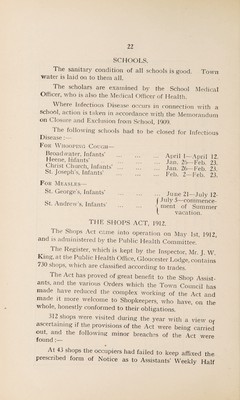 22
SCHOOLS.
The sanitary condition of all schools is good. Town
water is laid on to them all.
The scholars are examined by the School Medical
Officer, who is also the Medical Officer of Health.
Where Infectious Disease occurs in connection with a
school, action is taken in accordance with the Memorandum
on Closure and Exclusion from School, 1909.
The following schools had to be closed for Infectious
Disease:—
For Whooping Cough—
Broadwater, Infants' ... ... ... April 1—April 12.
Heene, Infants' ... ... ... Jan. 26—Feb. 23.
Christ Church, Infants' ... ... ... Jan. 26—Feb. 23.
St. Joseph's, Infants' ... ... ... Feb. 2—Feb. 23.
For Measles—
St. George's, Infants' ... ... ... June 21—July 12.
St. Andrew's, Infants' ... ... ... July 5—commence-
ment of Summer
vacation.
THE SHOPS ACT, 1912.
The Shops Act came into operation on May 1st, 1912,
and is administered by the Public Health Committee.
The Register, which is kept by the Inspector, Mr. J. W.
King, at the Public Health Office, Gloucester Lodge, contains
730 shops, which are classified according to trades.
The Act has proved of great benefit to the Shop Assist-
ants, and the various Orders which the Town Council has
made have reduced the complex working of the Act and
made it more welcome to Shopkeepers, who have, on the
whole, honestly conformed to their obligations.
312 shops were visited during the year with a view of
ascertaining if the provisions of the Act were being carried
out, and the following minor breaches of the Act were
found:—
At 43 shops the occupiers had failed to keep affixed the
prescribed form of Notice as to Assistants' Weekly Half